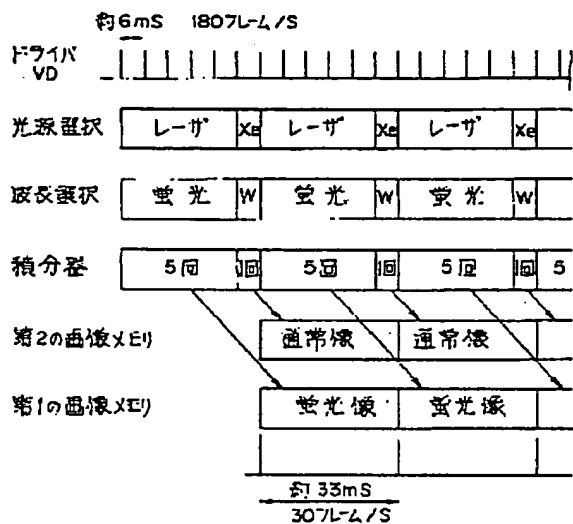 約6mS 180フレーム/S
ドライバ
VD
光源選択 レーザ Xe レーザ Xe レーザ Xe
波長選択 蛍光 W 蛍光 W 蛍光 W
積分器 5回 1回 5回 1回 5回 1回 5
第2の画像メモリ 通常像 通常像
第1の画像メモリ 蛍光像 蛍光像
約33mS
30フレーム/S